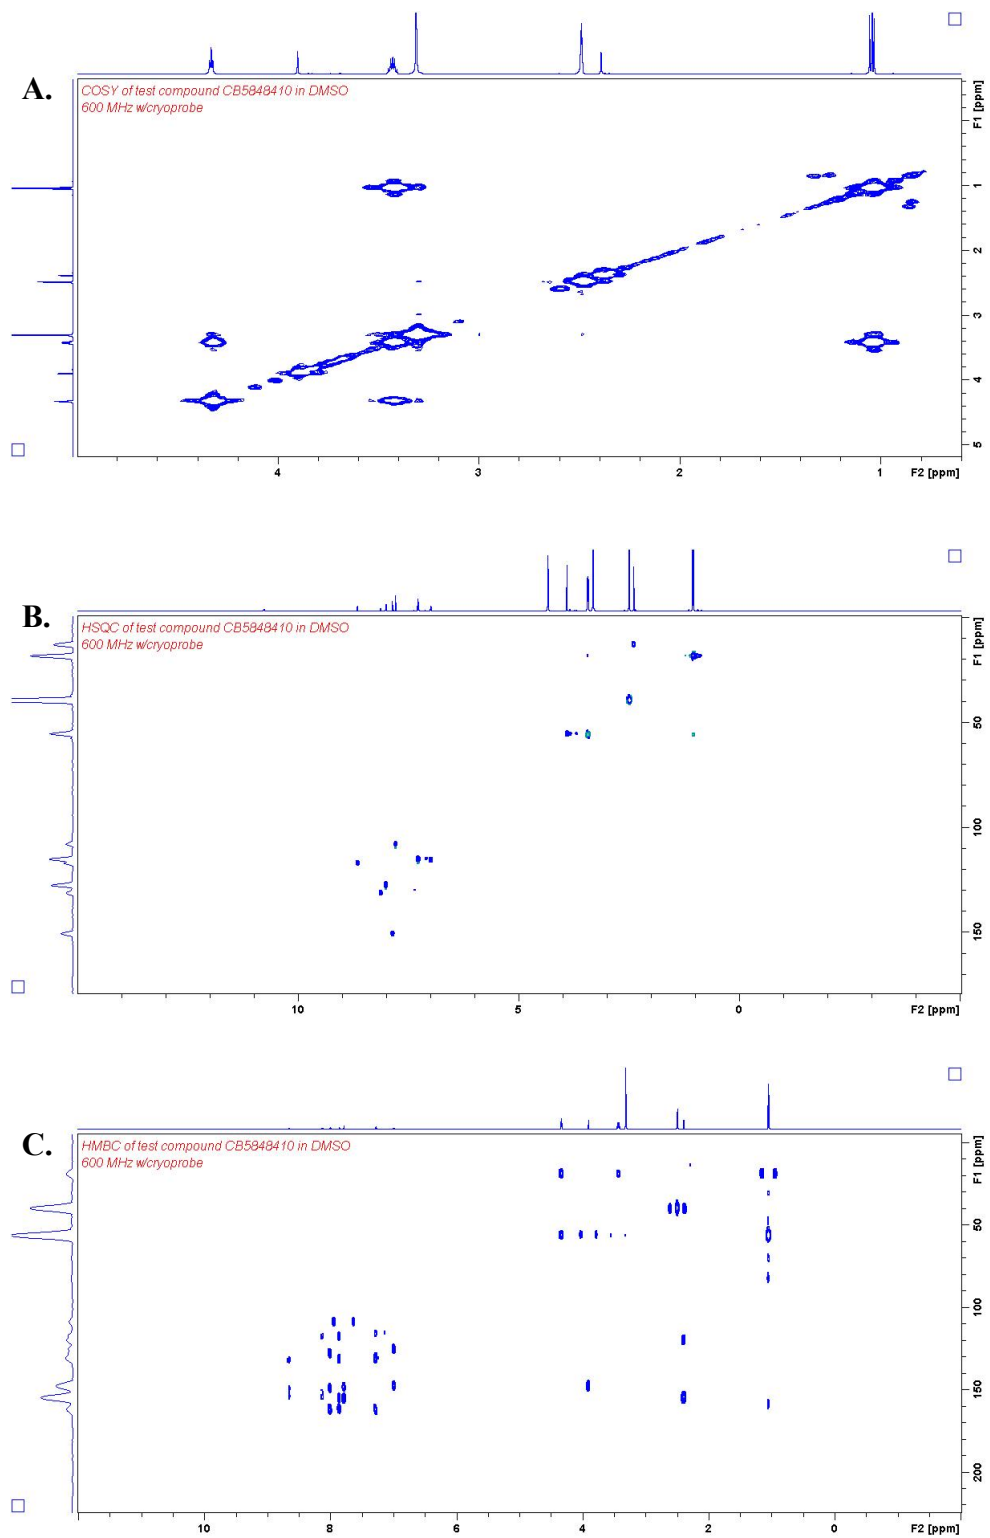 A.
COSY of test compound CB5848410 in DMSO
600 MHz w/cryoprobe
1
2
3
4
5
F1 [ppm]
4 3 2 1 F2 [ppm]
B.
HSQC of test compound CB5848410 in DMSO
600 MHz w/cryoprobe
50
100
150
F1 [ppm]
10 5 0 F2 [ppm]
C.
HMBC of test compound CB5848410 in DMSO
600 MHz w/cryoprobe
50
100
150
200
F1 [ppm]
10 8 6 4 2 0 F2 [ppm]